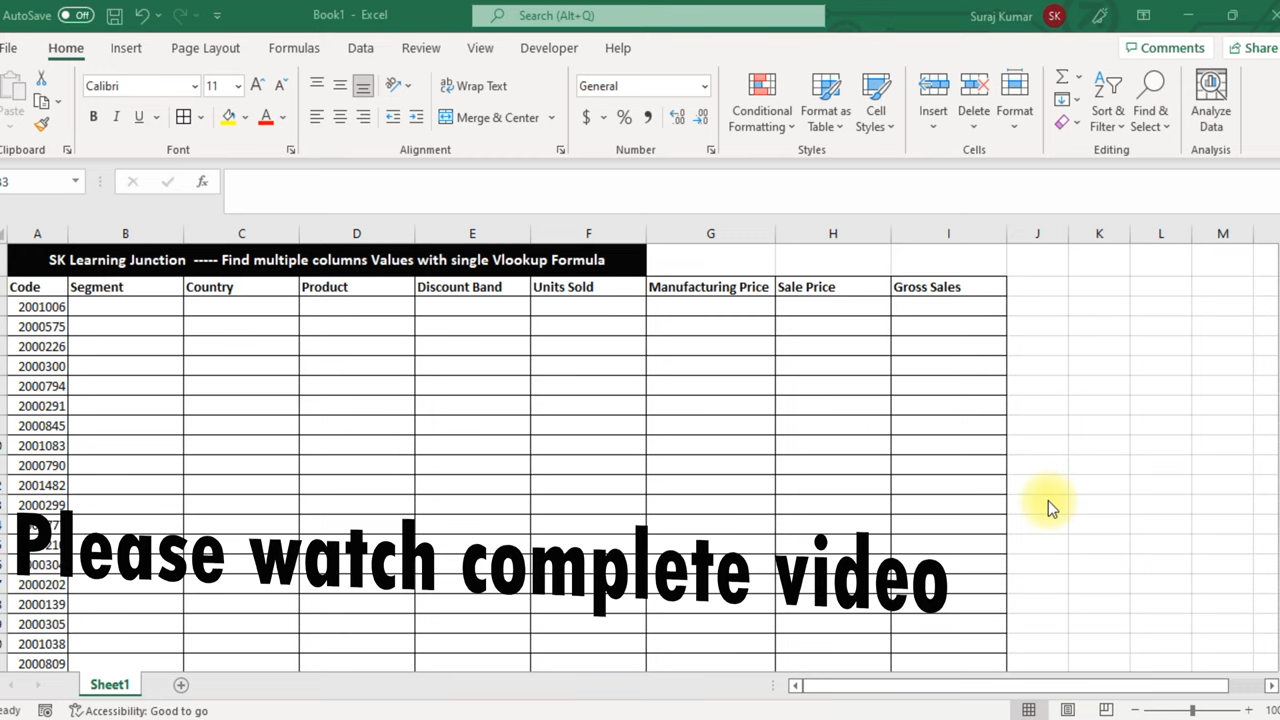 AutoSave Off Book1 - Excel Search (Alt+Q) Suraj Kumar SK
File Home Insert Page Layout Formulas Data Review View Developer Help Comments Share
Paste Calibri 11 Wrap Text General Conditional Formatting Format as Table Cell Styles Insert Delete Format Sort & Filter Find & Select Analyze Data
B I U A Merge & Center $ %
Clipboard Font Alignment Number Styles Cells Editing Analysis
B3 fx
A B C D E F G H I J K L M
SK Learning Junction ----- Find multiple columns Values with single Vlookup Formula
Code Segment Country Product Discount Band Units Sold Manufacturing Price Sale Price Gross Sales
2001006
2000575
2000226
2000300
2000794
2000291
2000845
2001083
2000790
2001482
2000299
Please watch complete video
2000202
2000139
2000305
2001038
2000809
Sheet1
Ready Accessibility: Good to go 100